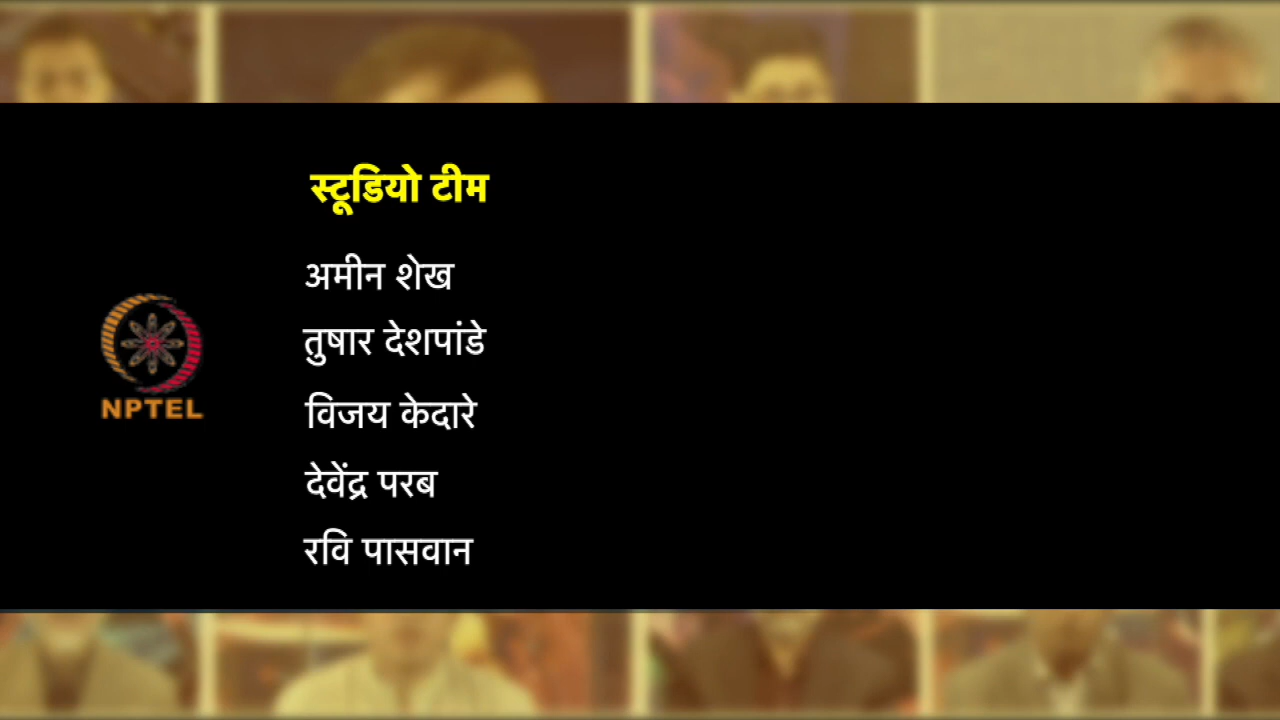 स्टूडियो टीम
अमीन शेख
तुषार देशपांडे
विजय केदारे
देवेंद्र परब
रवि पासवान
NPTEL